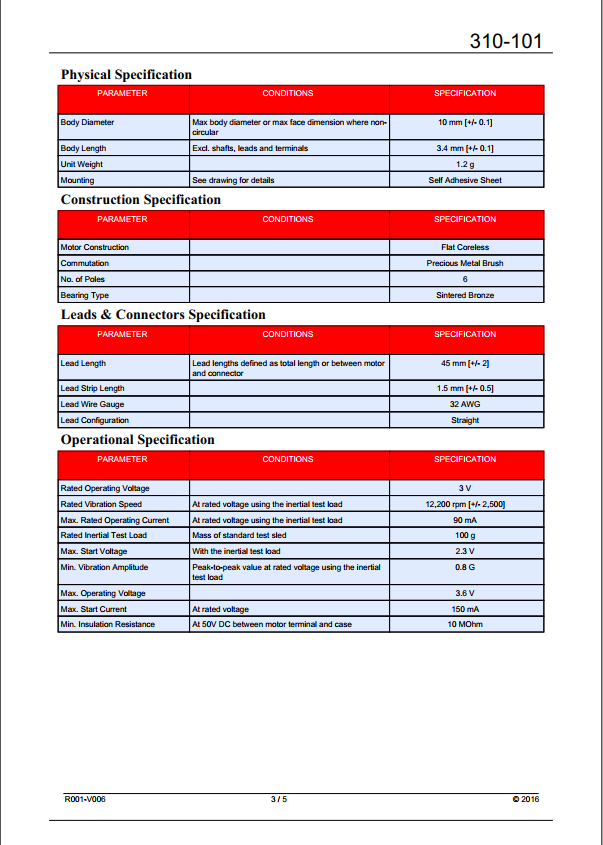 310-101
Physical Specification
PARAMETER CONDITIONS SPECIFICATION
Body Diameter Max body diameter or max face dimension where non- 10 mm [+/- 0.1]
circular
Body Length Excl. shafts, leads and terminals 3.4 mm [+/- 0.1]
Unit Weight 1.2 g
Mounting See drawing for details Self Adhesive Sheet
Construction Specification
PARAMETER CONDITIONS SPECIFICATION
Motor Construction Flat Coreless
Commutation Precious Metal Brush
No. of Poles 6
Bearing Type Sintered Bronze
Leads & Connectors Specification
PARAMETER CONDITIONS SPECIFICATION
Lead Length Lead lengths defined as total length or between motor 45 mm [+/- 2]
and connector
Lead Strip Length 1.5 mm [+/- 0.5]
Lead Wire Gauge 32 AWG
Lead Configuration Straight
Operational Specification
PARAMETER CONDITIONS SPECIFICATION
Rated Operating Voltage 3 V
Rated Vibration Speed At rated voltage using the inertial test load 12,200 rpm [+/- 2,500]
Max. Rated Operating Current At rated voltage using the inertial test load 90 mA
Rated Inertial Test Load Mass of standard test sled 100 g
Max. Start Voltage With the inertial test load 2.3 V
Min. Vibration Amplitude Peak-to-peak value at rated voltage using the inertial 0.8 G
test load
Max. Operating Voltage 3.6 V
Max. Start Current At rated voltage 150 mA
Min. Insulation Resistance At 50V DC between motor terminal and case 10 MOhm
R001-V006 3 / 5 © 2016